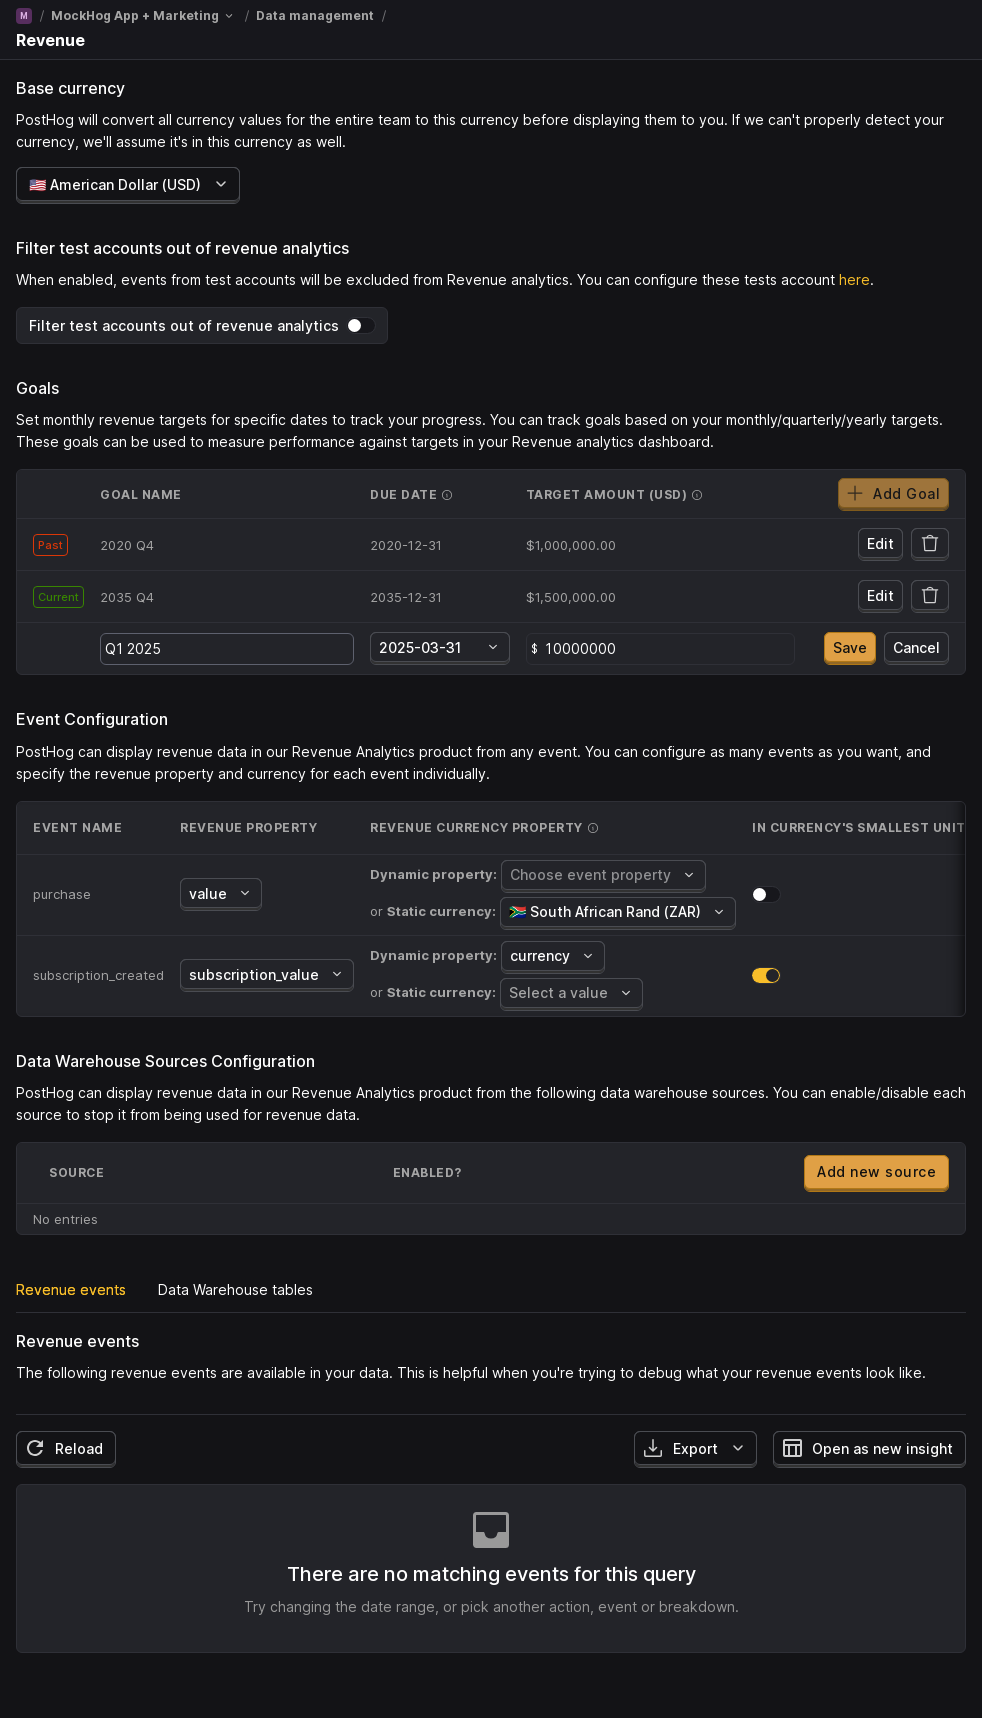 M / MockHog App + Marketing / Data management /
Revenue
Base currency
PostHog will convert all currency values for the entire team to this currency before displaying them to you. If we can't properly detect your
currency, we'll assume it's in this currency as well.
🇺🇸 American Dollar (USD)
Filter test accounts out of revenue analytics
When enabled, events from test accounts will be excluded from Revenue analytics. You can configure these tests account here.
Filter test accounts out of revenue analytics
Goals
Set monthly revenue targets for specific dates to track your progress. You can track goals based on your monthly/quarterly/yearly targets.
These goals can be used to measure performance against targets in your Revenue analytics dashboard.
GOAL NAME DUE DATE TARGET AMOUNT (USD) Add Goal
Past 2020 Q4 2020-12-31 $1,000,000.00 Edit
Current 2035 Q4 2035-12-31 $1,500,000.00 Edit
Q1 2025 2025-03-31 $ 10000000 Save Cancel
Event Configuration
PostHog can display revenue data in our Revenue Analytics product from any event. You can configure as many events as you want, and
specify the revenue property and currency for each event individually.
EVENT NAME REVENUE PROPERTY REVENUE CURRENCY PROPERTY IN CURRENCY'S SMALLEST UNIT
Dynamic property: Choose event property
purchase value
or Static currency: 🇿🇦 South African Rand (ZAR)
Dynamic property: currency
subscription_created subscription_value
or Static currency: Select a value
Data Warehouse Sources Configuration
PostHog can display revenue data in our Revenue Analytics product from the following data warehouse sources. You can enable/disable each
source to stop it from being used for revenue data.
SOURCE ENABLED? Add new source
No entries
Revenue events Data Warehouse tables
Revenue events
The following revenue events are available in your data. This is helpful when you're trying to debug what your revenue events look like.
Reload Export Open as new insight
There are no matching events for this query
Try changing the date range, or pick another action, event or breakdown.